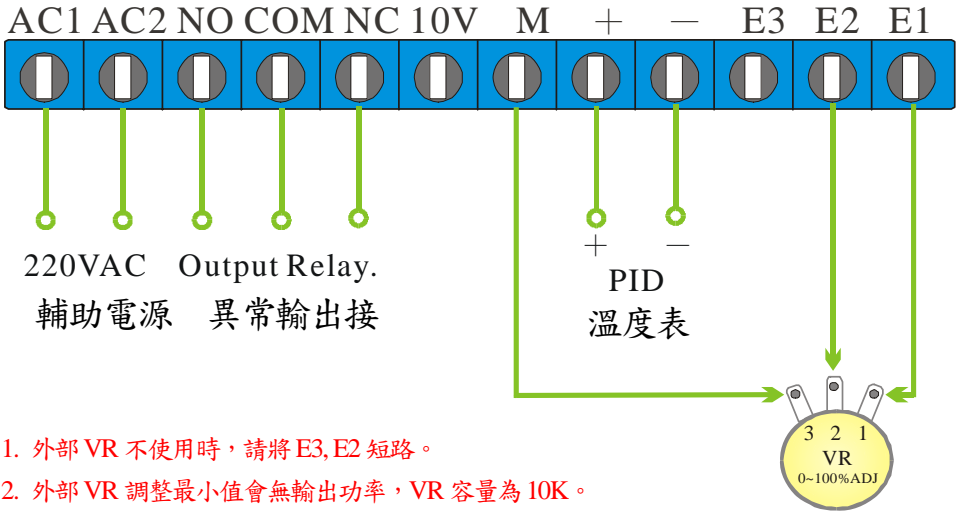 AC1 AC2 NO COM NC 10V M + − E3 E2 E1
+ −
220VAC Output Relay.
PID
輔助電源 異常輸出接
溫度表
3 2 1
VR
0~100%ADJ
1. 外部 VR 不使用時，請將 E3, E2 短路。
2. 外部 VR 調整最小值會無輸出功率，VR 容量為 10K。